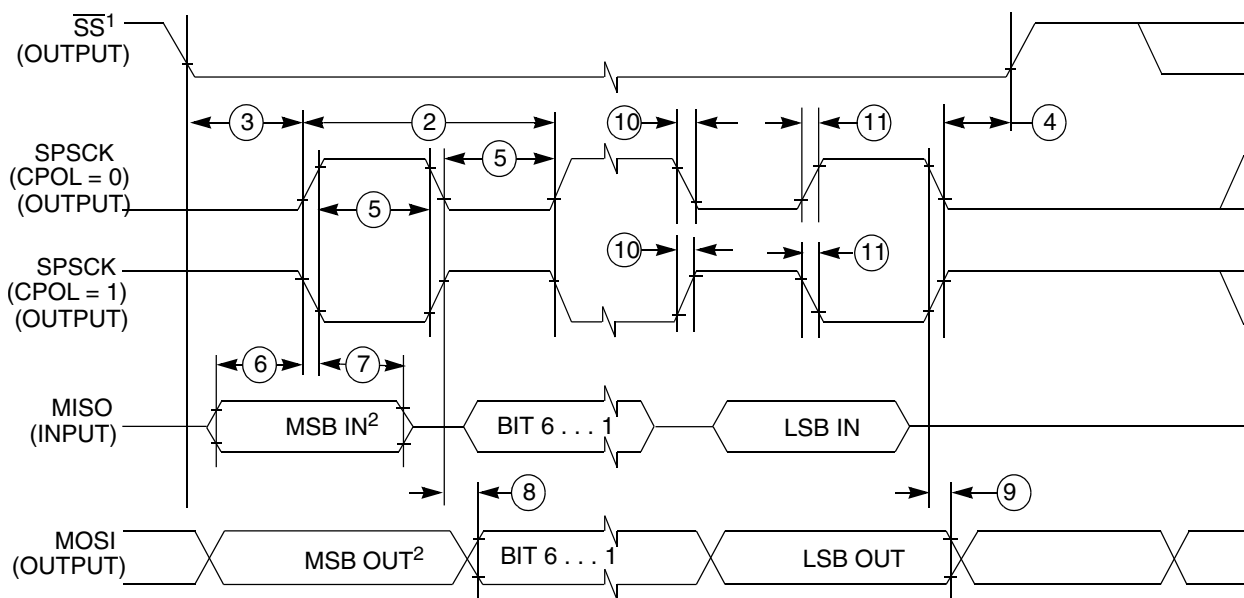 SS¹
(OUTPUT)
3
2
10
11
4
SPSCK
(CPOL = 0)
(OUTPUT)
5
5
SPSCK
(CPOL = 1)
(OUTPUT)
10
11
6
7
MISO
(INPUT)
MSB IN²
BIT 6 . . . 1
LSB IN
8
9
MOSI
(OUTPUT)
MSB OUT²
BIT 6 . . . 1
LSB OUT